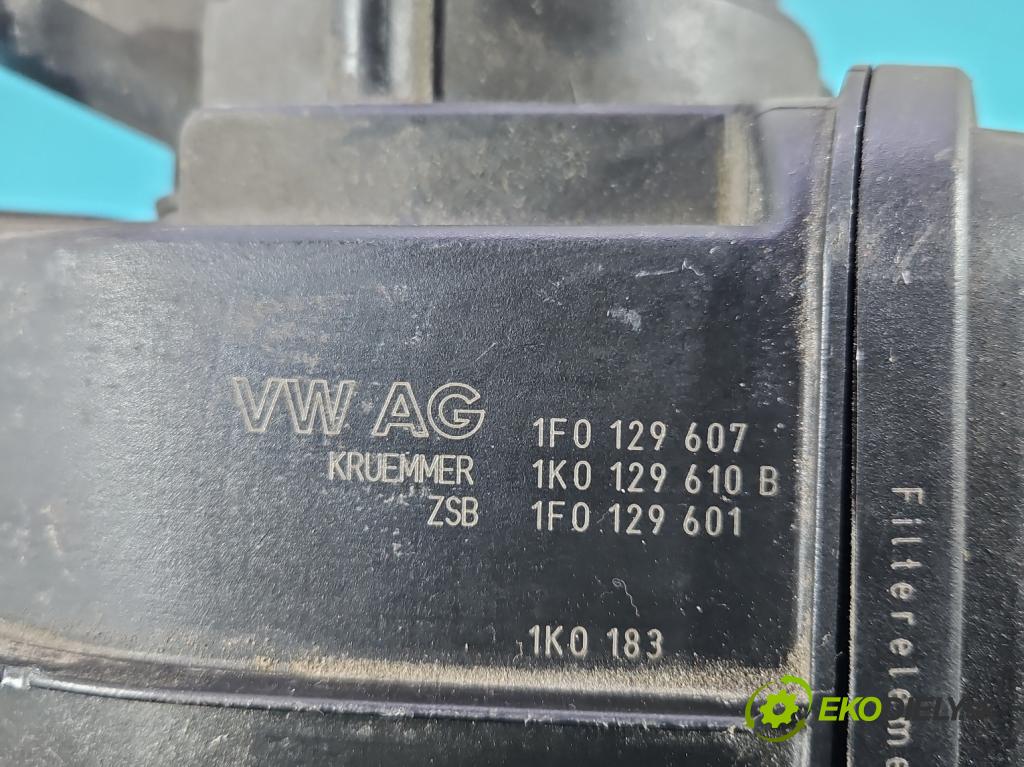 VW AG 1F0 129 607
KRUEMMER 1K0 129 610 B
ZSB 1F0 129 601
1K0 183
Filtereleme
EKO